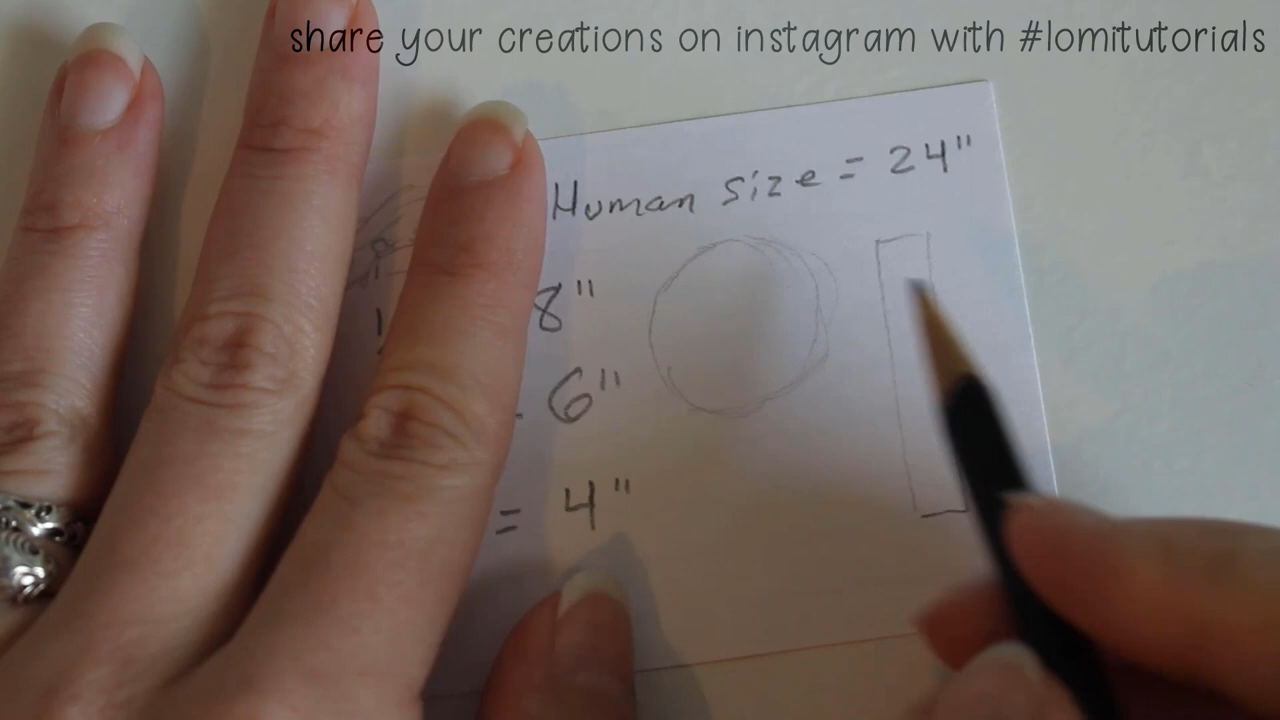 share your creations on instagram with #lomitutorials
Human Size = 24"
8"
6"
= 4"